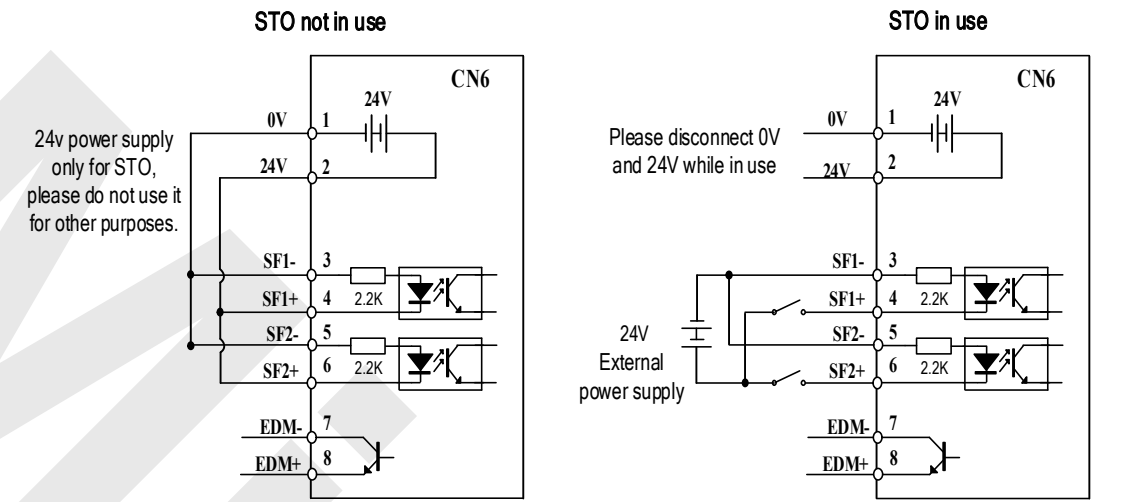 STO not in use
CN6
24V
0V
1
24V
2
24v power supply
only for STO,
please do not use it
for other purposes.
SF1-
3
SF1+
4
2.2K
SF2-
5
SF2+
6
2.2K
EDM-
7
EDM+
8
STO in use
CN6
24V
0V
1
24V
2
Please disconnect 0V
and 24V while in use
SF1-
3
SF1+
4
2.2K
SF2-
5
SF2+
6
2.2K
24V
External
power supply
EDM-
7
EDM+
8